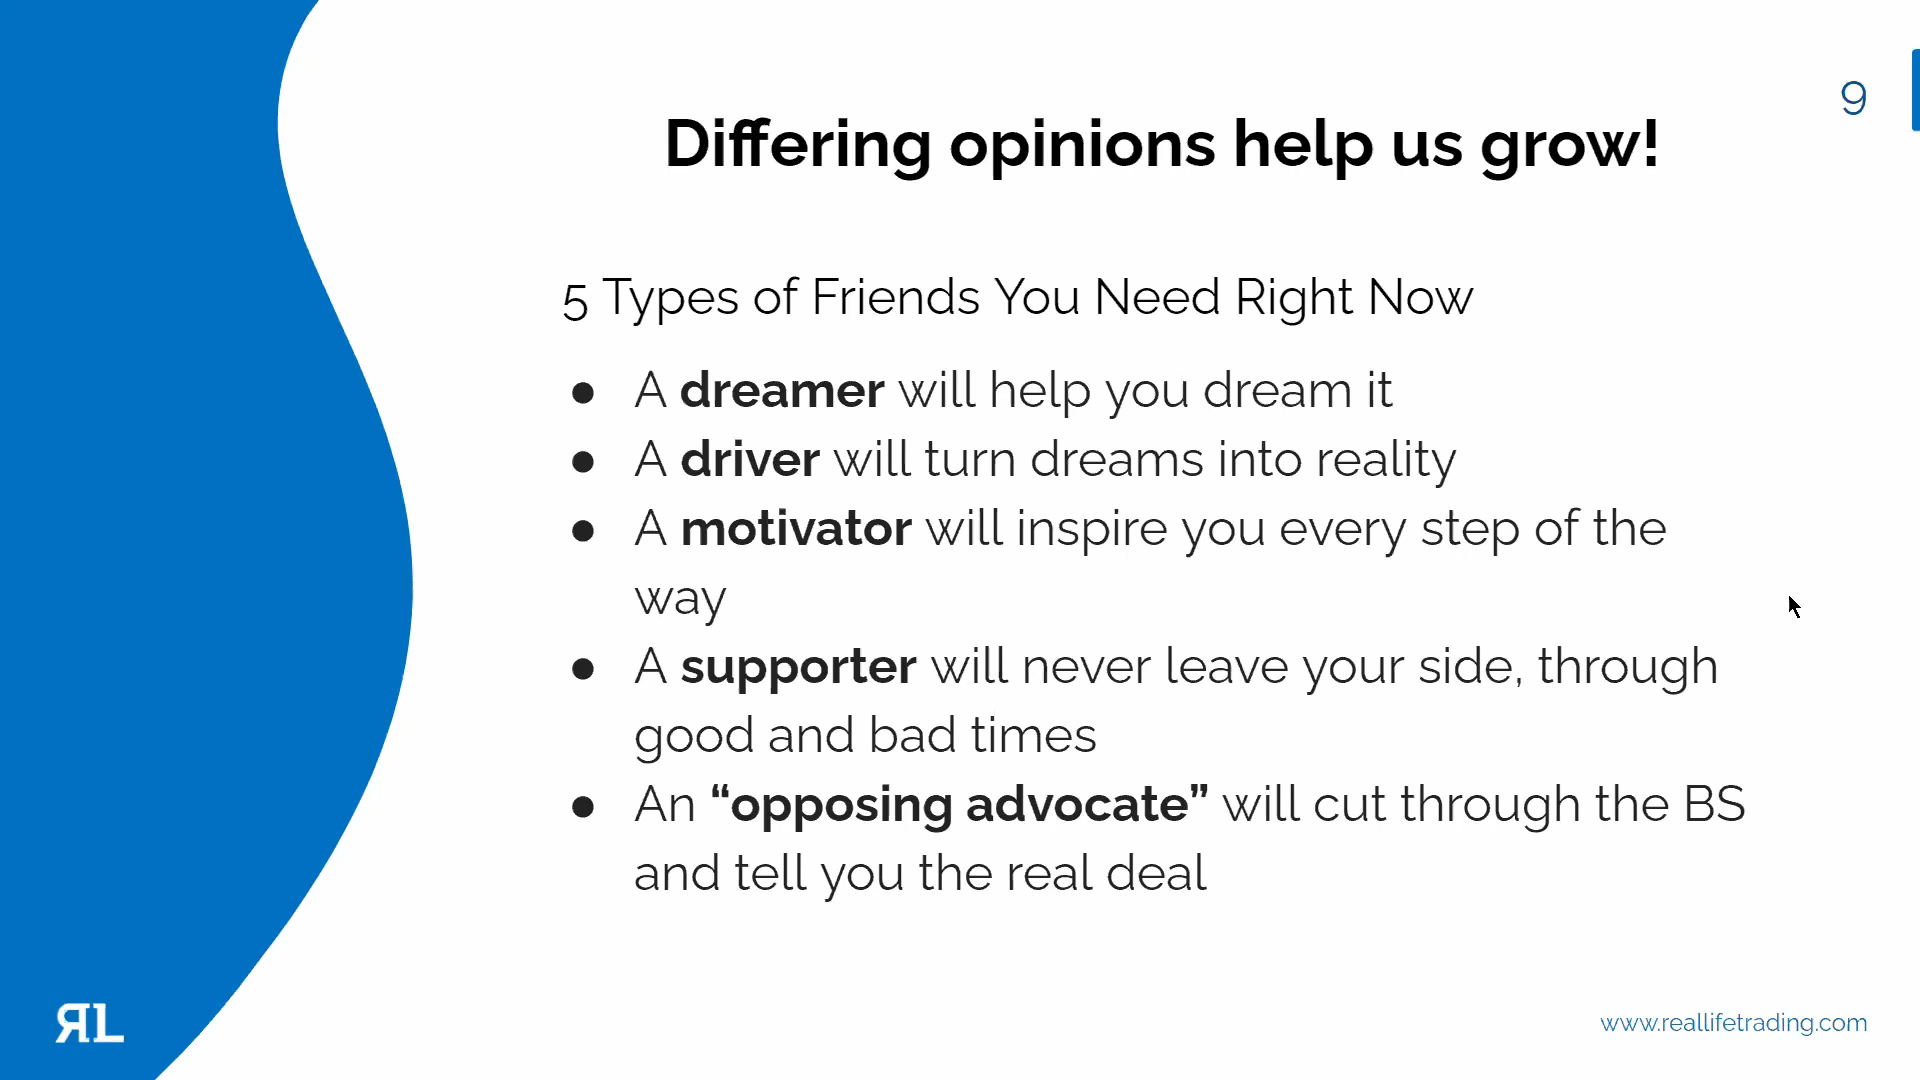 9
Differing opinions help us grow!
5 Types of Friends You Need Right Now
● A dreamer will help you dream it
● A driver will turn dreams into reality
● A motivator will inspire you every step of the
way
● A supporter will never leave your side, through
good and bad times
● An “opposing advocate” will cut through the BS
and tell you the real deal
RL
www.reallifetrading.com